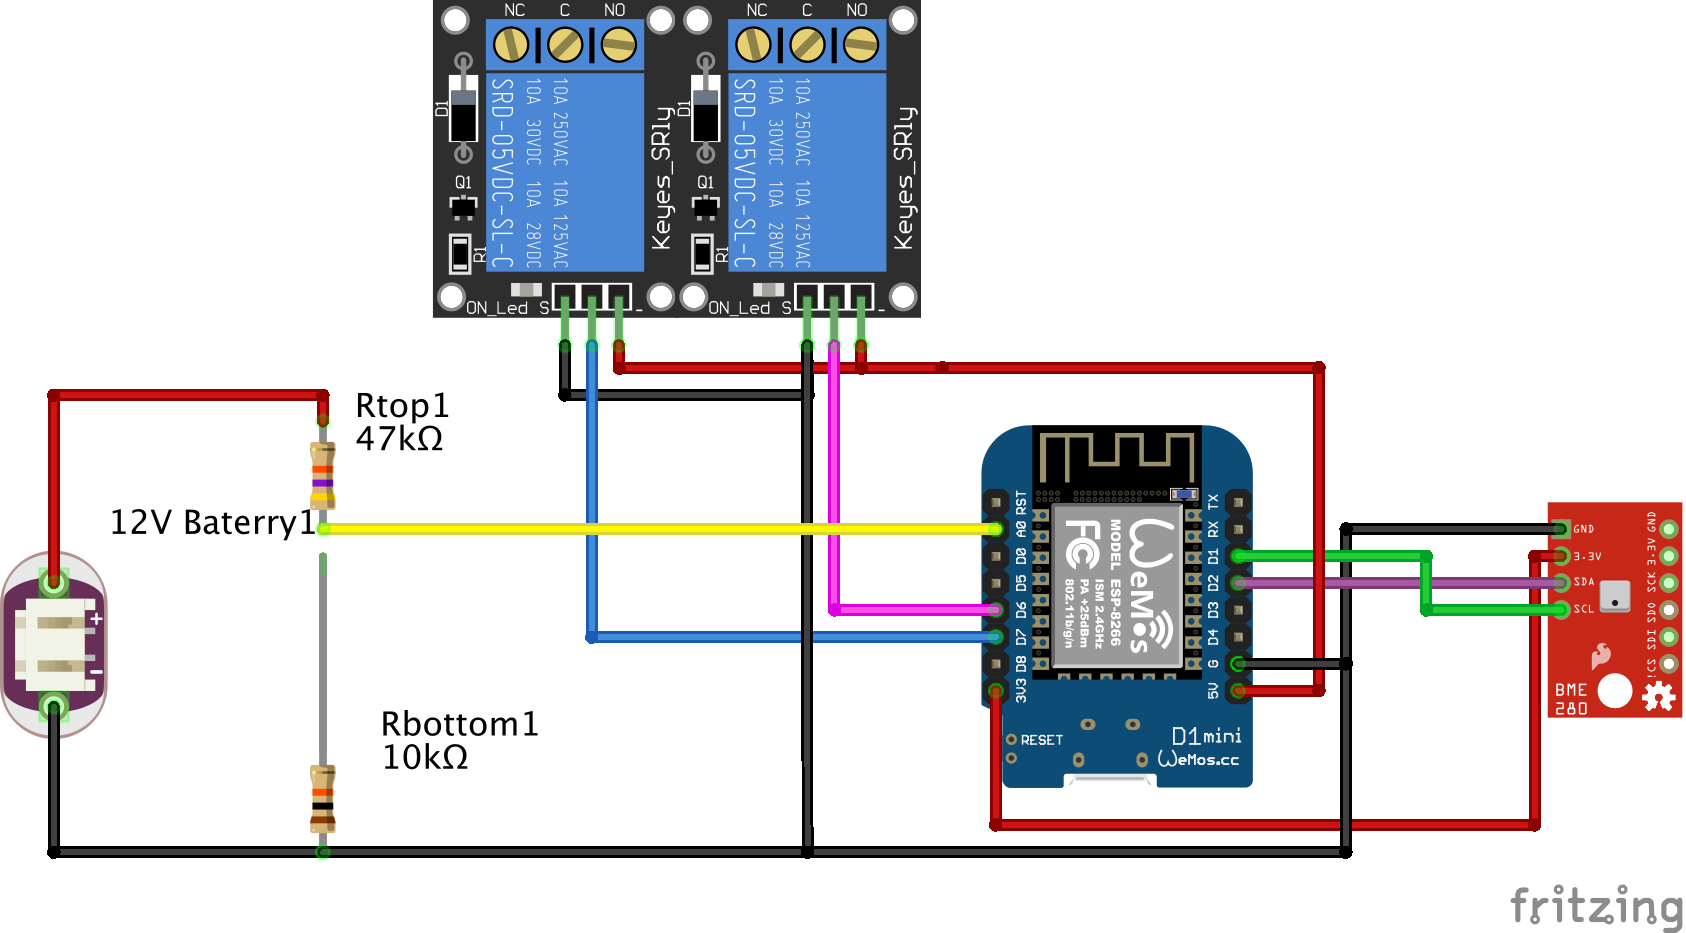 NC C NO
NC C NO
D1
D1
SRD-05VDC-SL-C
10A 30VDC 10A 28VDC
10A 250VAC 10A 125VAC
Keyes_SRly
SRD-05VDC-SL-C
10A 30VDC 10A 28VDC
10A 250VAC 10A 125VAC
Keyes_SRly
Q1
Q1
R1
R1
ON_Led S -
ON_Led S -
Rtop1
47kΩ
12V Baterry1
+
-
Rbottom1
10kΩ
RST
A0
D0
D5
D6
D7
D8
3V3
TX
RX
D1
D2
D3
D4
G
5V
WeMos
MODEL ESP-8266
ISM 2.4GHz
PA +25dBm
802.11b/g/n
FC
RESET
D1mini
WeMos.cc
GND
3.3V
SDA
SCL
GND
3.3V
SCK
SDO
SDI
!CS
BME
280
fritzing